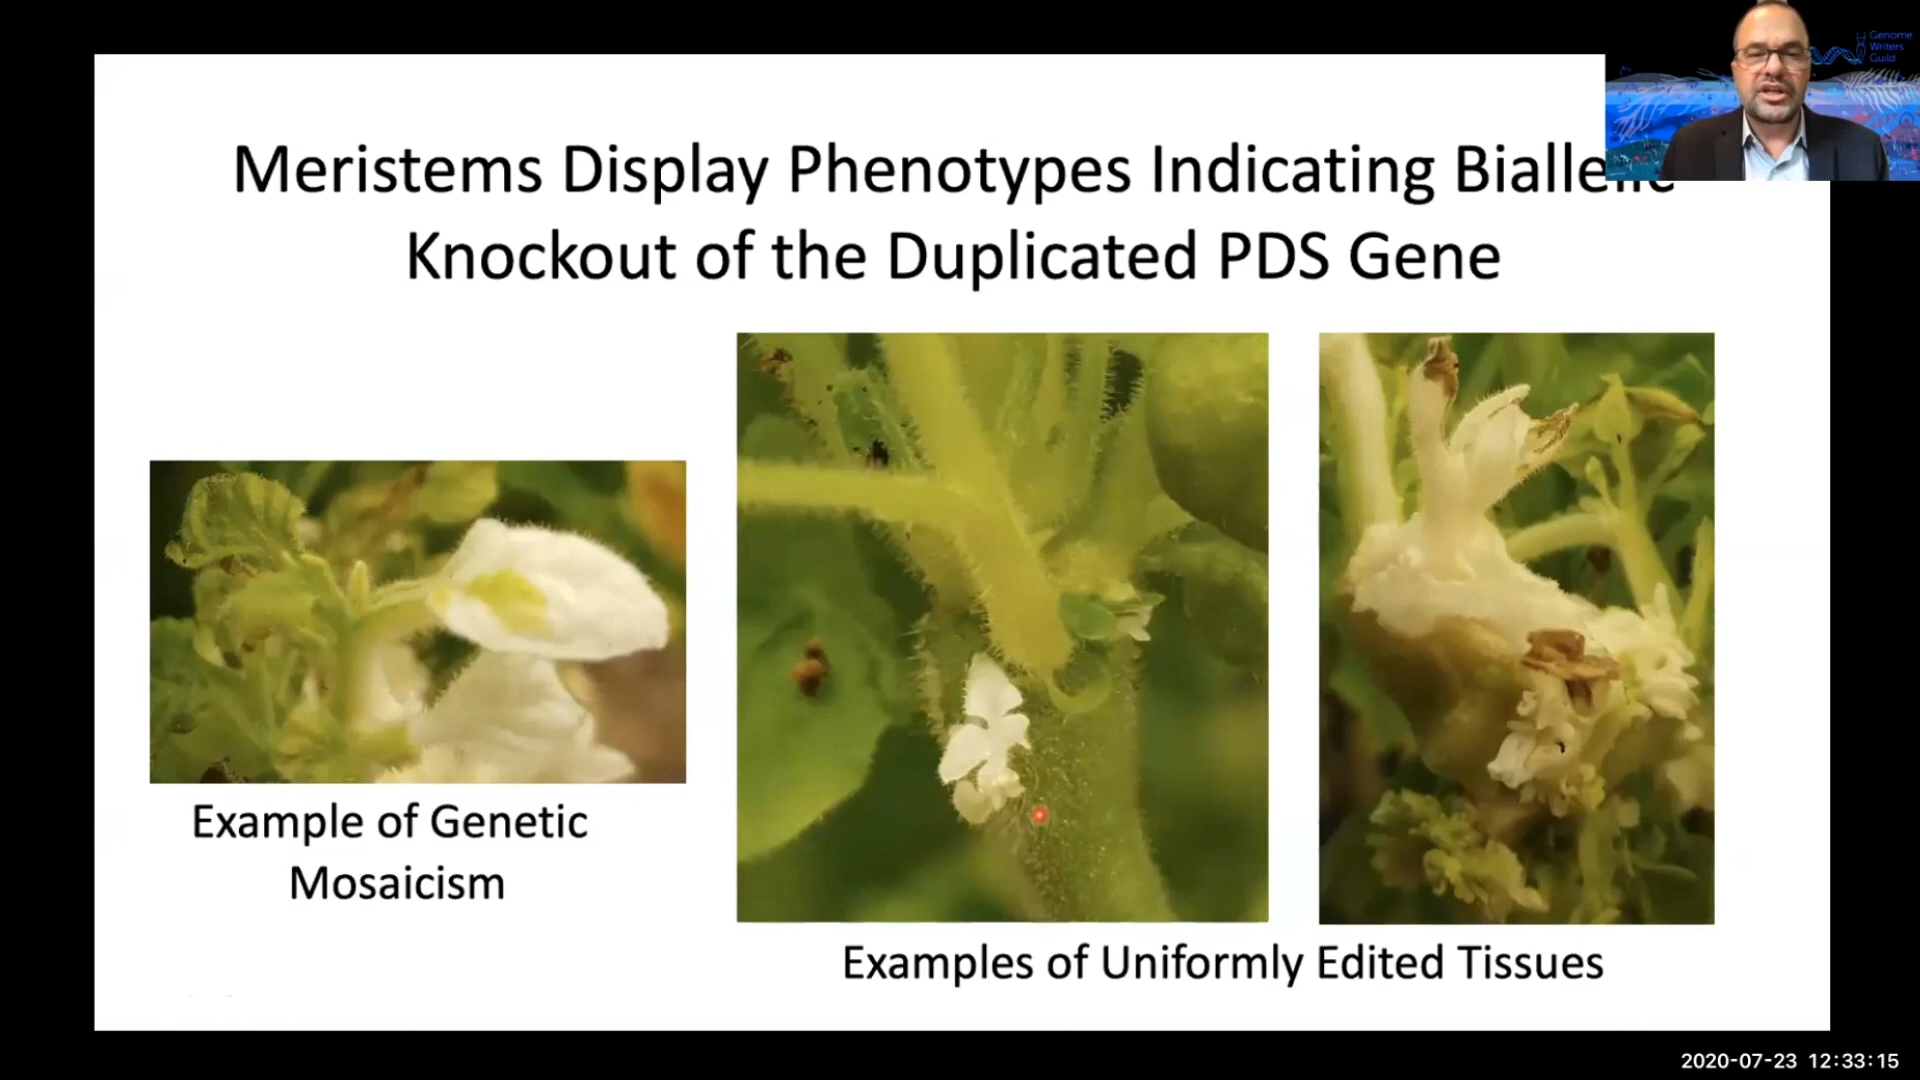 Genome
Writers
Guild
Meristems Display Phenotypes Indicating
Knockout of the Duplicated PDS Gene
Example of Genetic
Mosaicism
Examples of Uniformly Edited Tissues
2020-07-23 12:33:15